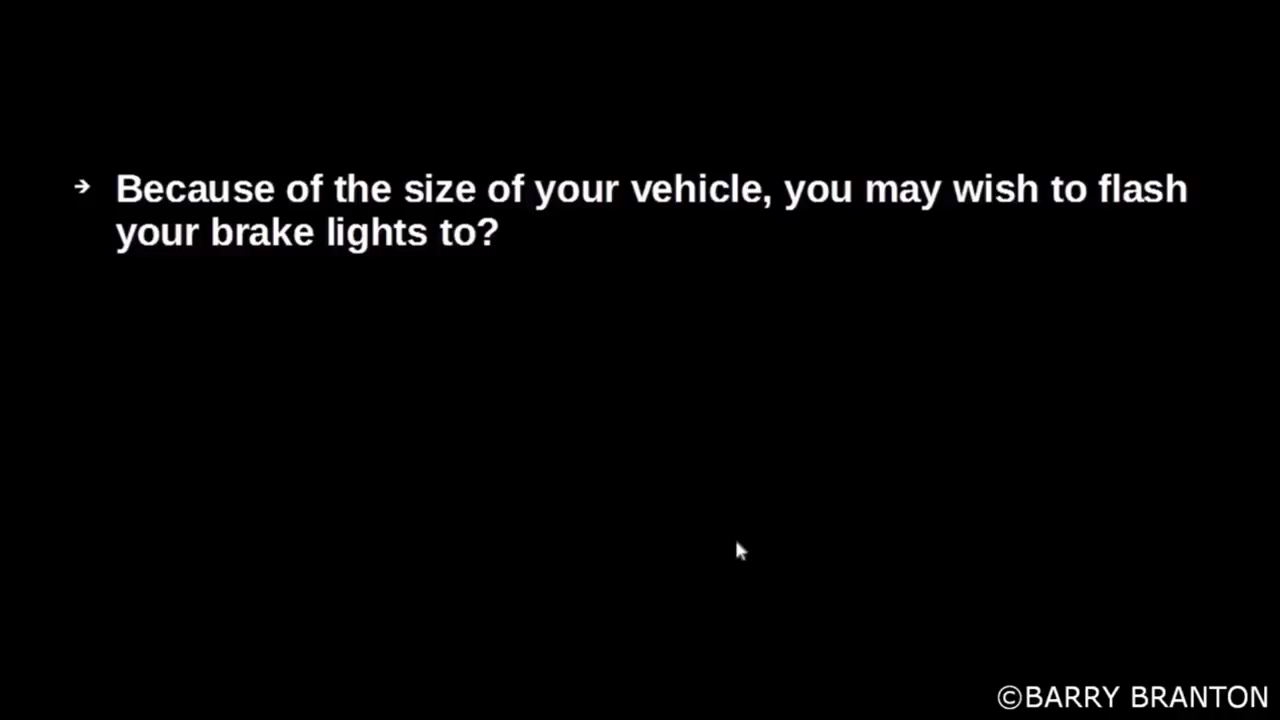 → Because of the size of your vehicle, you may wish to flash
your brake lights to?
©BARRY BRANTON